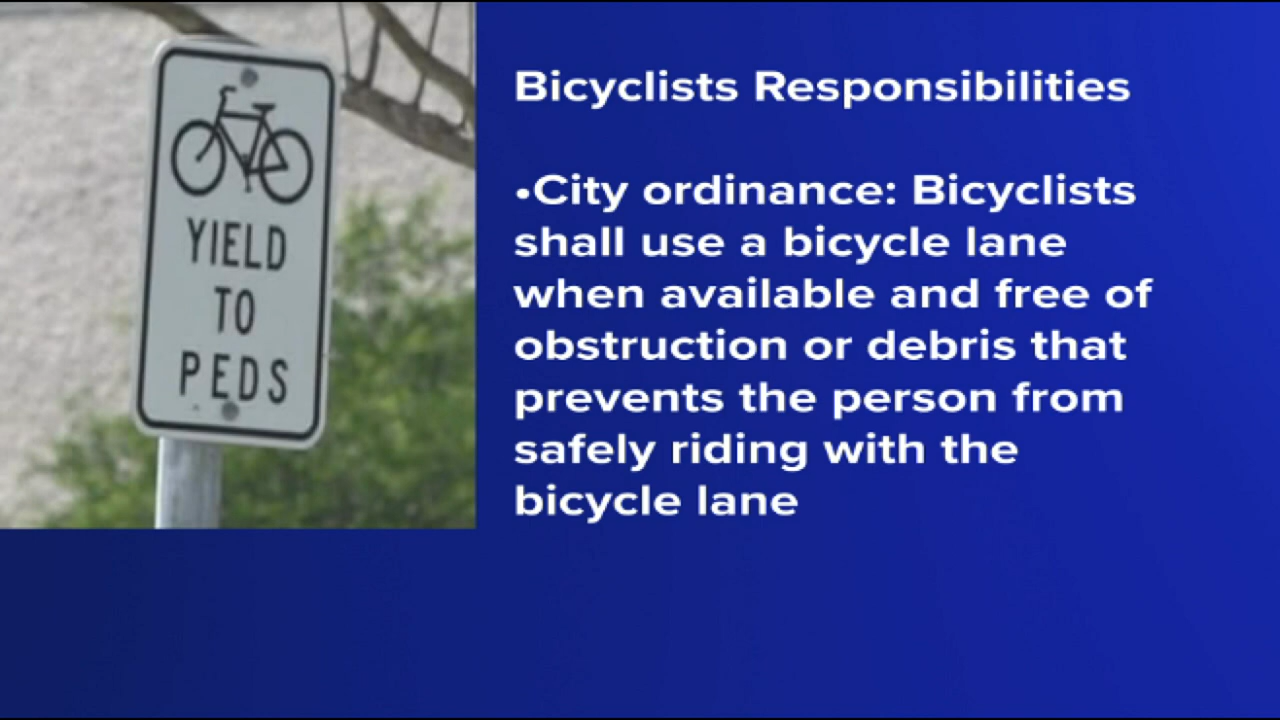 YIELD
TO
PEDS
Bicyclists Responsibilities
•City ordinance: Bicyclists
shall use a bicycle lane
when available and free of
obstruction or debris that
prevents the person from
safely riding with the
bicycle lane